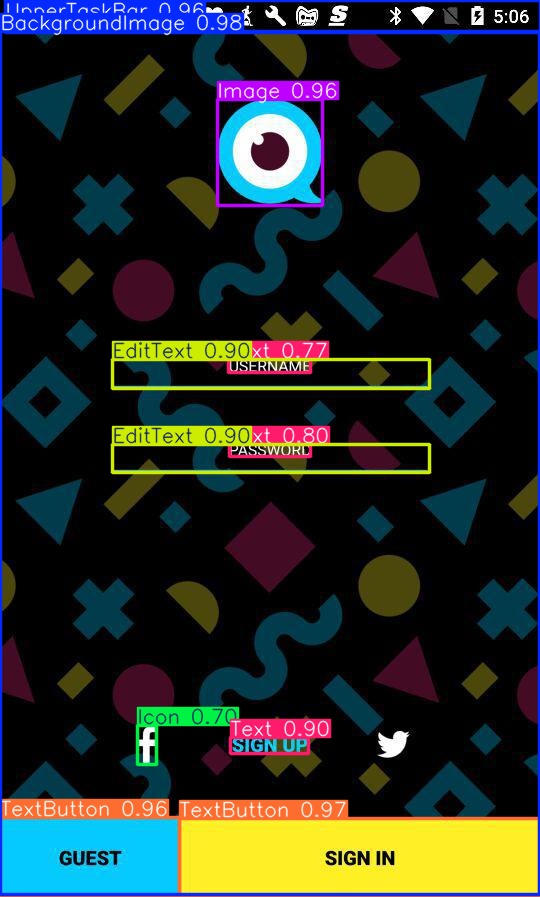 UpperTaskBar 0.96
5:06
BackgroundImage 0.98
Image 0.96
EditText 0.90
xt 0.77
USERNAME
EditText 0.90
xt 0.80
PASSWORD
Icon 0.70
Text 0.90
f
SIGN UP
TextButton 0.96
TextButton 0.97
GUEST
SIGN IN